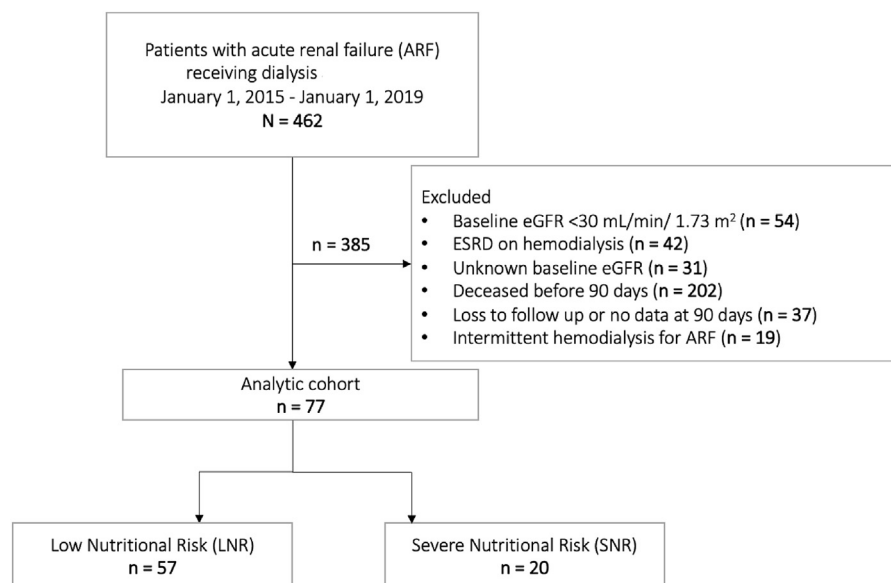 Patients with acute renal failure (ARF)
receiving dialysis
January 1, 2015 - January 1, 2019
N = 462
n = 385
Excluded
• Baseline eGFR <30 mL/min/ 1.73 m² (n = 54)
• ESRD on hemodialysis (n = 42)
• Unknown baseline eGFR (n = 31)
• Deceased before 90 days (n = 202)
• Loss to follow up or no data at 90 days (n = 37)
• Intermittent hemodialysis for ARF (n = 19)
Analytic cohort
n = 77
Low Nutritional Risk (LNR)
n = 57
Severe Nutritional Risk (SNR)
n = 20